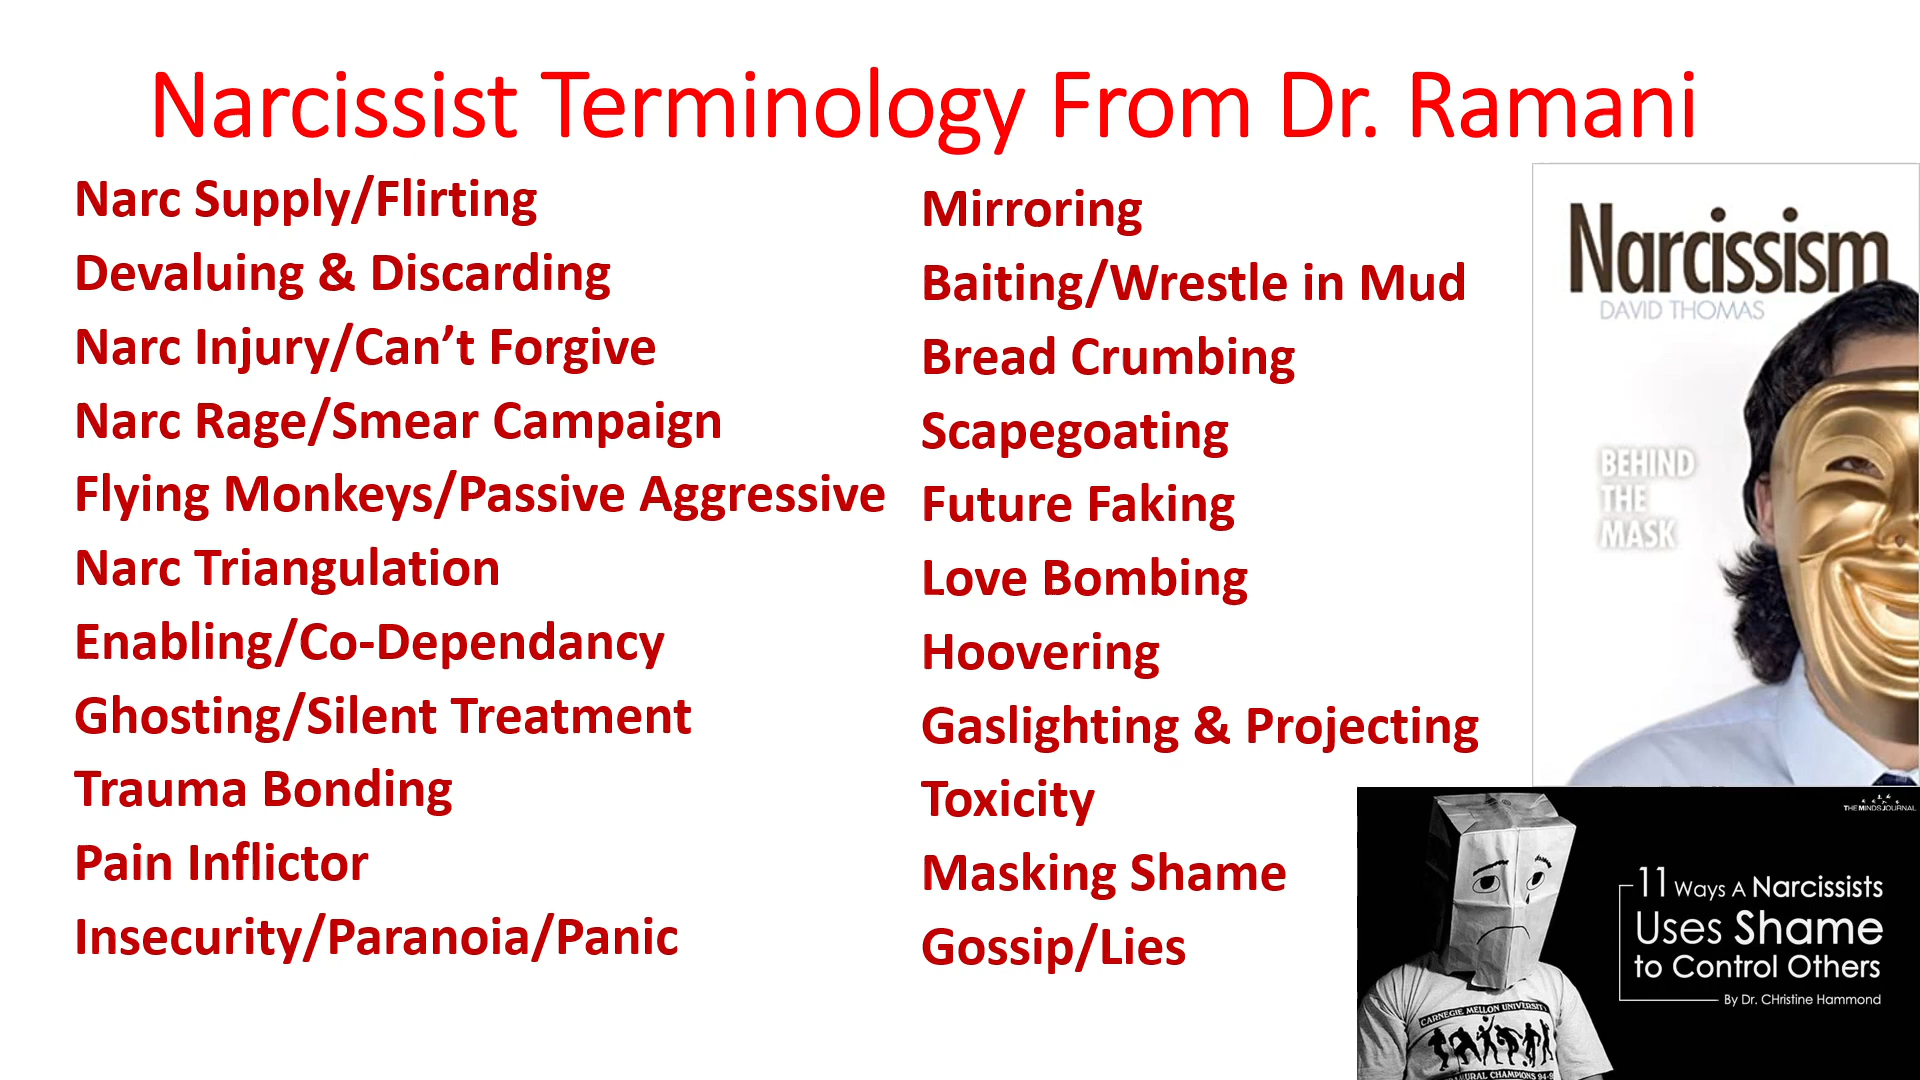 Narcissist Terminology From Dr. Ramani
Narc Supply/Flirting
Devaluing & Discarding
Narc Injury/Can’t Forgive
Narc Rage/Smear Campaign
Flying Monkeys/Passive Aggressive
Narc Triangulation
Enabling/Co-Dependancy
Ghosting/Silent Treatment
Trauma Bonding
Pain Inflictor
Insecurity/Paranoia/Panic
Mirroring
Baiting/Wrestle in Mud
Bread Crumbing
Scapegoating
Future Faking
Love Bombing
Hoovering
Gaslighting & Projecting
Toxicity
Masking Shame
Gossip/Lies
Narcissism
DAVID THOMAS
BEHIND
THE
MASK
THEMINDSJOURNAL
11 Ways A Narcissists
Uses Shame
to Control Others
By Dr. CHristine Hammond
CARNEGIE MELLON UNIVERSITY
CHAMPIONS